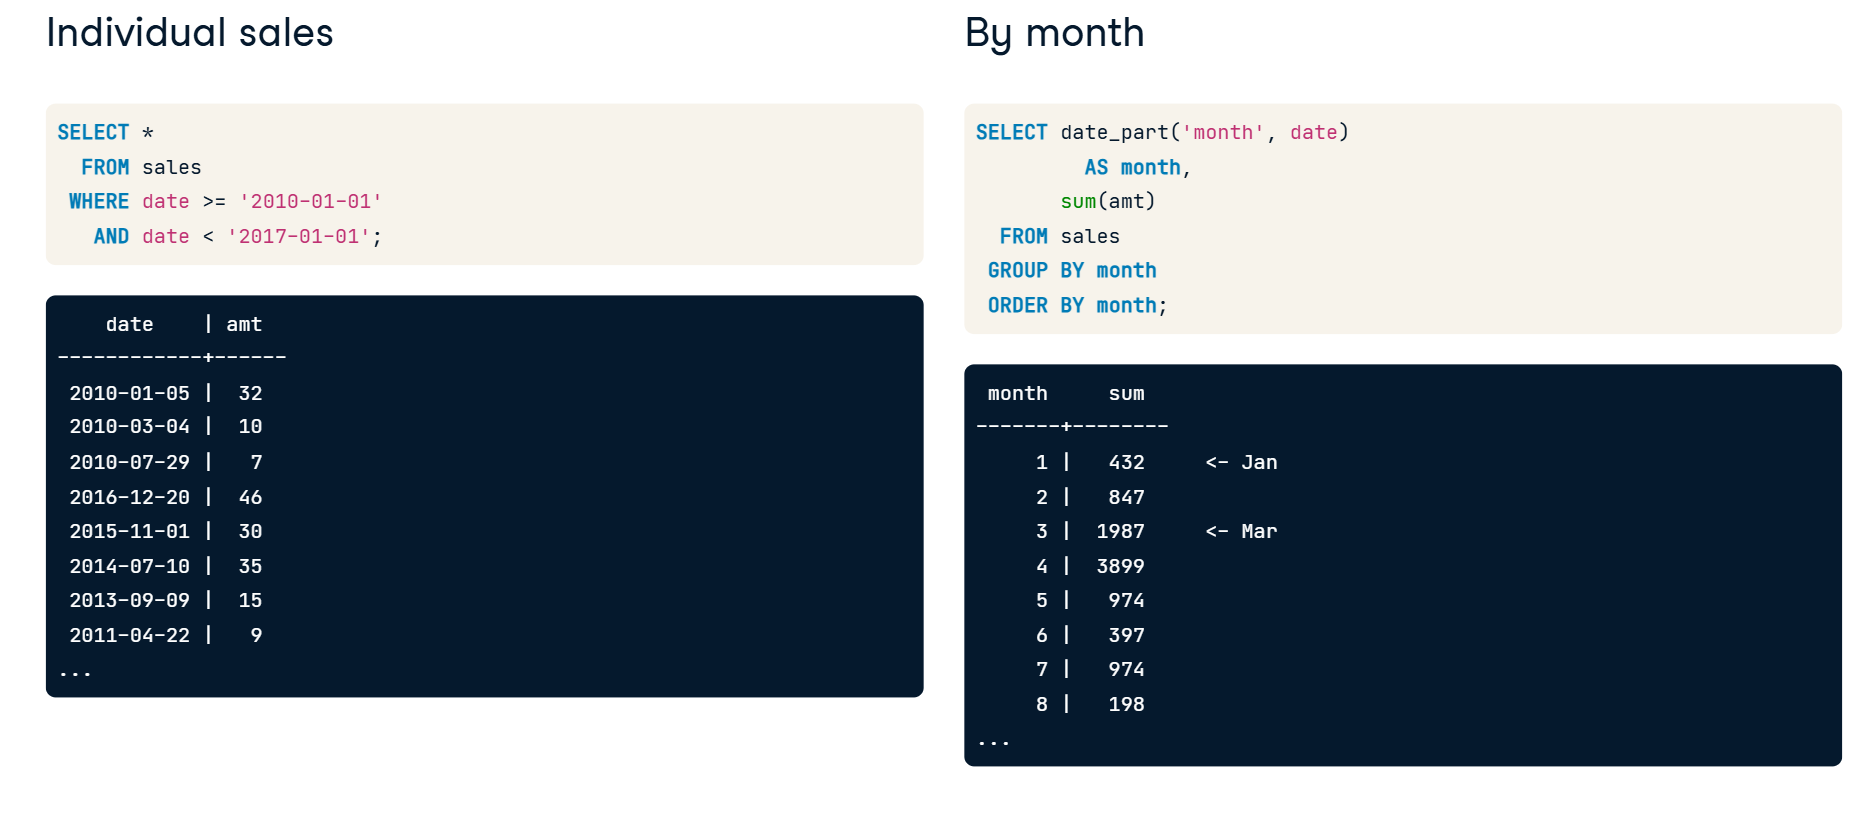 Individual sales
SELECT *
  FROM sales
 WHERE date >= '2010-01-01'
   AND date < '2017-01-01';
    date    | amt
------------+------
 2010-01-05 |  32
 2010-03-04 |  10
 2010-07-29 |   7
 2016-12-20 |  46
 2015-11-01 |  30
 2014-07-10 |  35
 2013-09-09 |  15
 2011-04-22 |   9
...
By month
SELECT date_part('month', date)
         AS month,
       sum(amt)
  FROM sales
 GROUP BY month
 ORDER BY month;
 month     sum
-------+--------
     1 |   432     <- Jan
     2 |   847
     3 |  1987     <- Mar
     4 |  3899
     5 |   974
     6 |   397
     7 |   974
     8 |   198
...